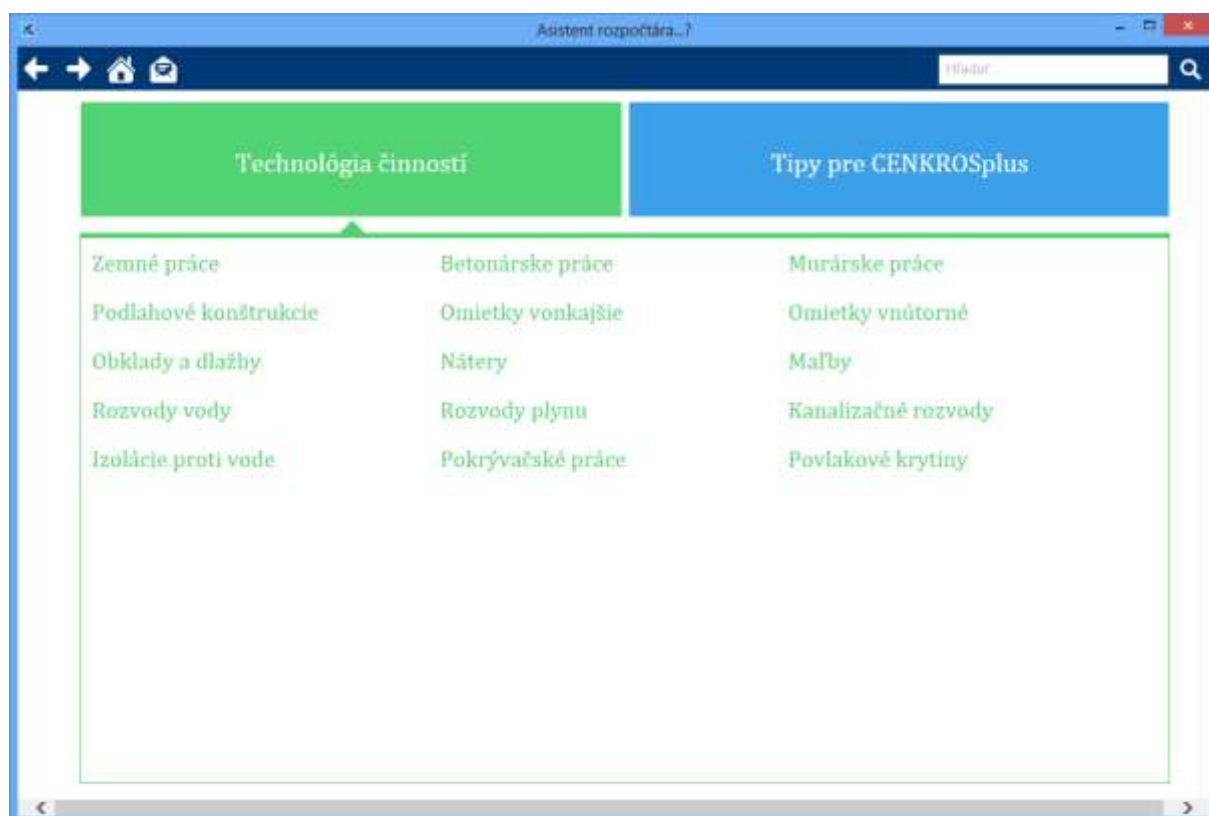 Asistent rozpočtára...?
Hľadať
Technológia činností
Tipy pre CENKROSplus
Zemné práce Betonárske práce Murárske práce
Podlahové konštrukcie Omietky vonkajšie Omietky vnútorné
Obklady a dlažby Nátery Maľby
Rozvody vody Rozvody plynu Kanalizačné rozvody
Izolácie proti vode Pokrývačské práce Povlakové krytiny